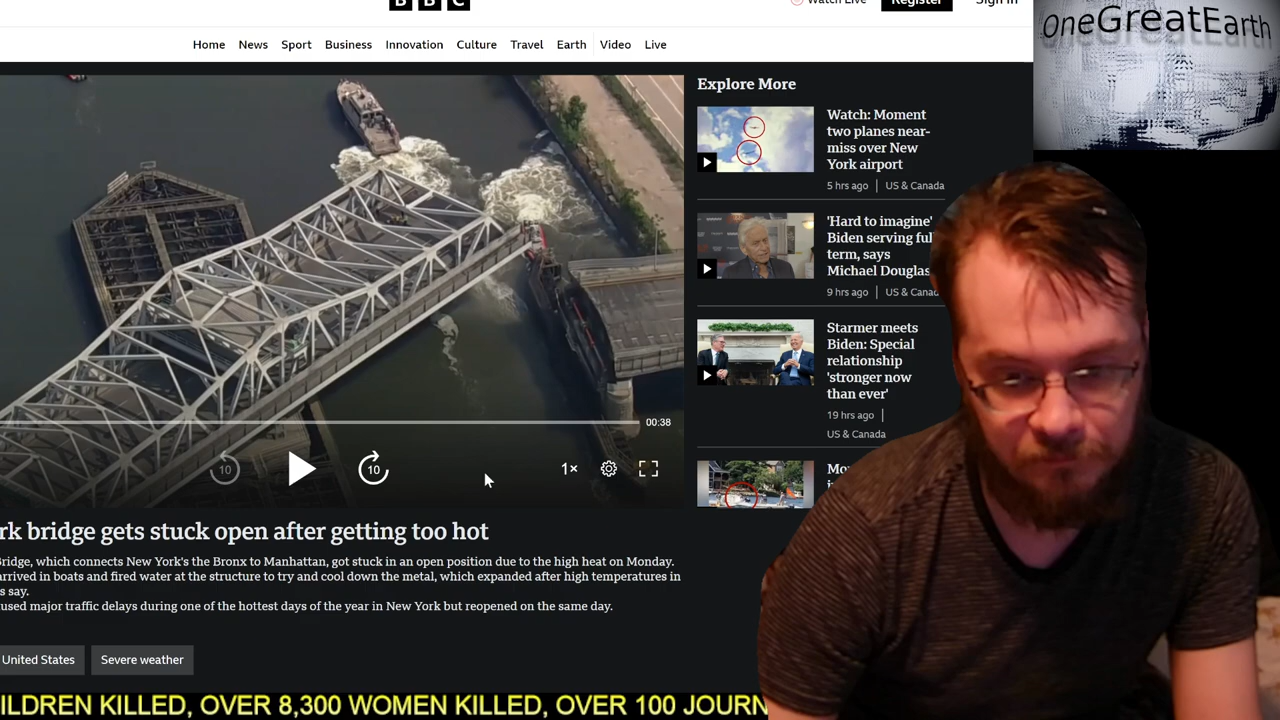 BBC
Watch Live
Register
Sign In
OneGreatEarth
Home News Sport Business Innovation Culture Travel Earth Video Live
Explore More
Watch: Moment
two planes near-
miss over New
York airport
5 hrs ago | US & Canada
'Hard to imagine'
Biden serving full
term, says
Michael Douglas
9 hrs ago | US & Canada
Starmer meets
Biden: Special
relationship
'stronger now
than ever'
19 hrs ago |
US & Canada
00:38
10
10
1×
rk bridge gets stuck open after getting too hot
Bridge, which connects New York's the Bronx to Manhattan, got stuck in an open position due to the high heat on Monday.
arrived in boats and fired water at the structure to try and cool down the metal, which expanded after high temperatures in
s say.
used major traffic delays during one of the hottest days of the year in New York but reopened on the same day.
United States
Severe weather
ILDREN KILLED, OVER 8,300 WOMEN KILLED, OVER 100 JOURN